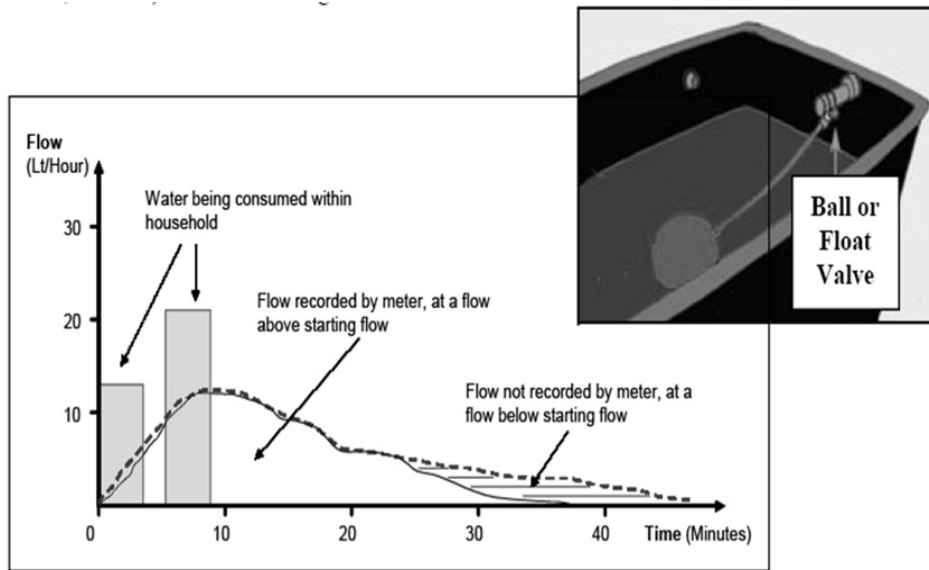 Flow
(Lt/Hour)
Water being consumed within
household
30
Flow recorded by meter, at a flow
above starting flow
20
Flow not recorded by meter, at a
flow below starting flow
10
0
10
20
30
40
Time (Minutes)
Ball or
Float
Valve